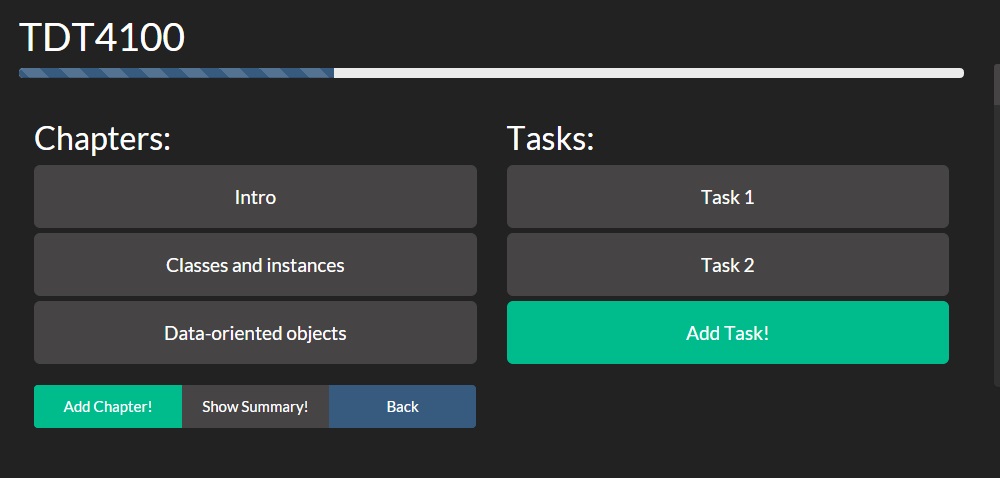 TDT4100
Chapters:
Intro
Classes and instances
Data-oriented objects
Add Chapter!
Show Summary!
Back
Tasks:
Task 1
Task 2
Add Task!